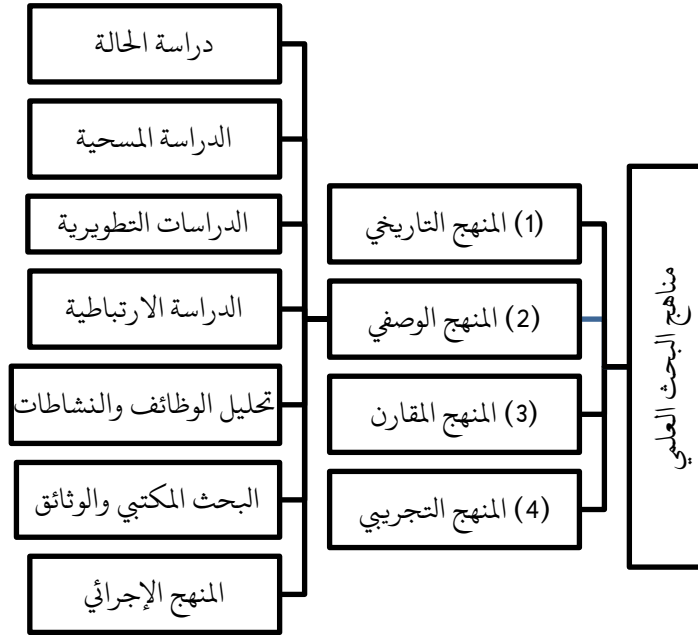 مناهج البحث العلمي
(1) المنهج التاريخي
(2) المنهج الوصفي
(3) المنهج المقارن
(4) المنهج التجريبي
دراسة الحالة
الدراسة المسحية
الدراسات التطويرية
الدراسة الارتباطية
تحليل الوظائف والنشاطات
البحث المكتبي والوثائق
المنهج الإجرائي